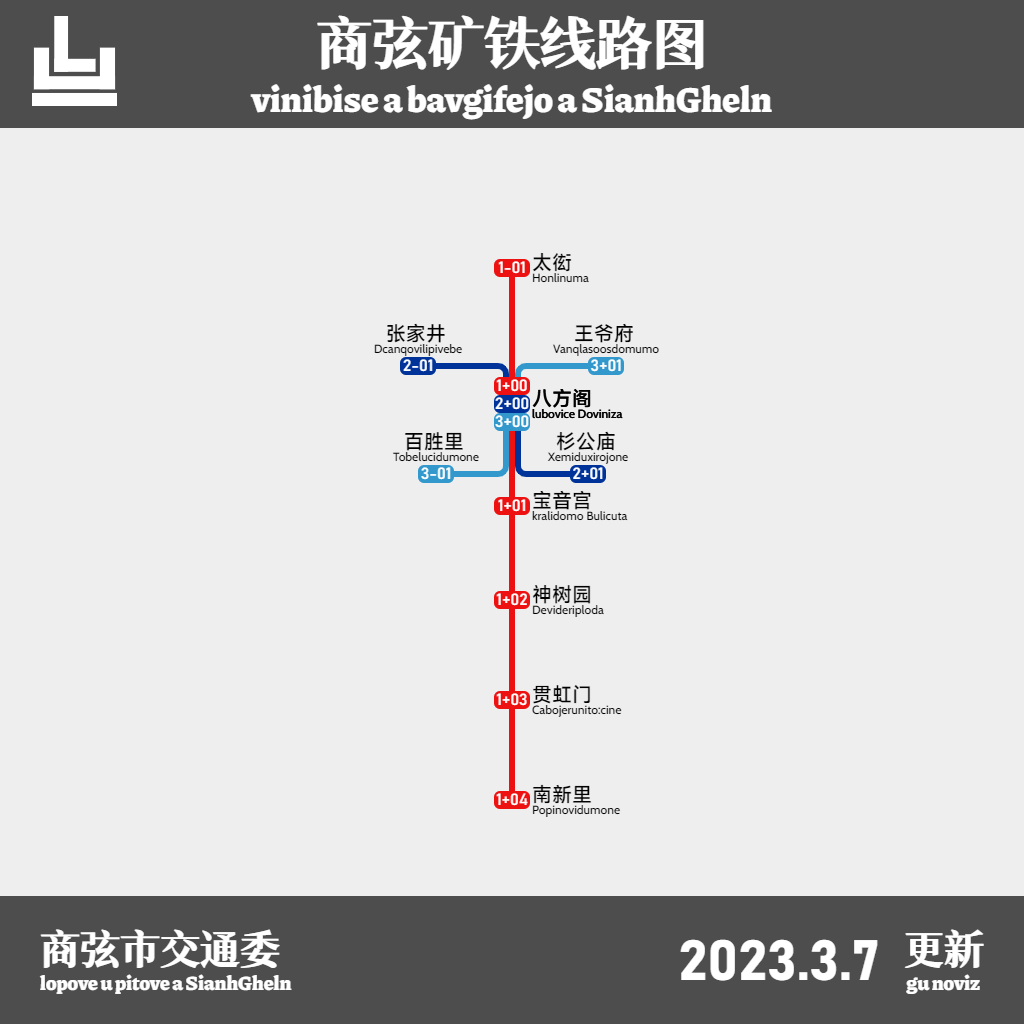 商弦矿铁线路图
vinibise a bavgifejo a SianhGheln
1-01
太衒
Honlinuma
张家井
Dcanqovilipivebe
2-01
王爷府
Vanqlasoosdomumo
3+01
1+00
2+00
3+00
八方阁
lubovice Doviniza
百胜里
Tobelucidumone
3-01
杉公庙
Xemiduxirojone
2+01
1+01
宝音宫
kralidomo Bulicuta
1+02
神树园
Devideriploda
1+03
贯虹门
Cabojerunito:cine
1+04
南新里
Popinovidumone
商弦市交通委
lopove u pitove a SianhGheln
2023.3.7
更新
gu noviz